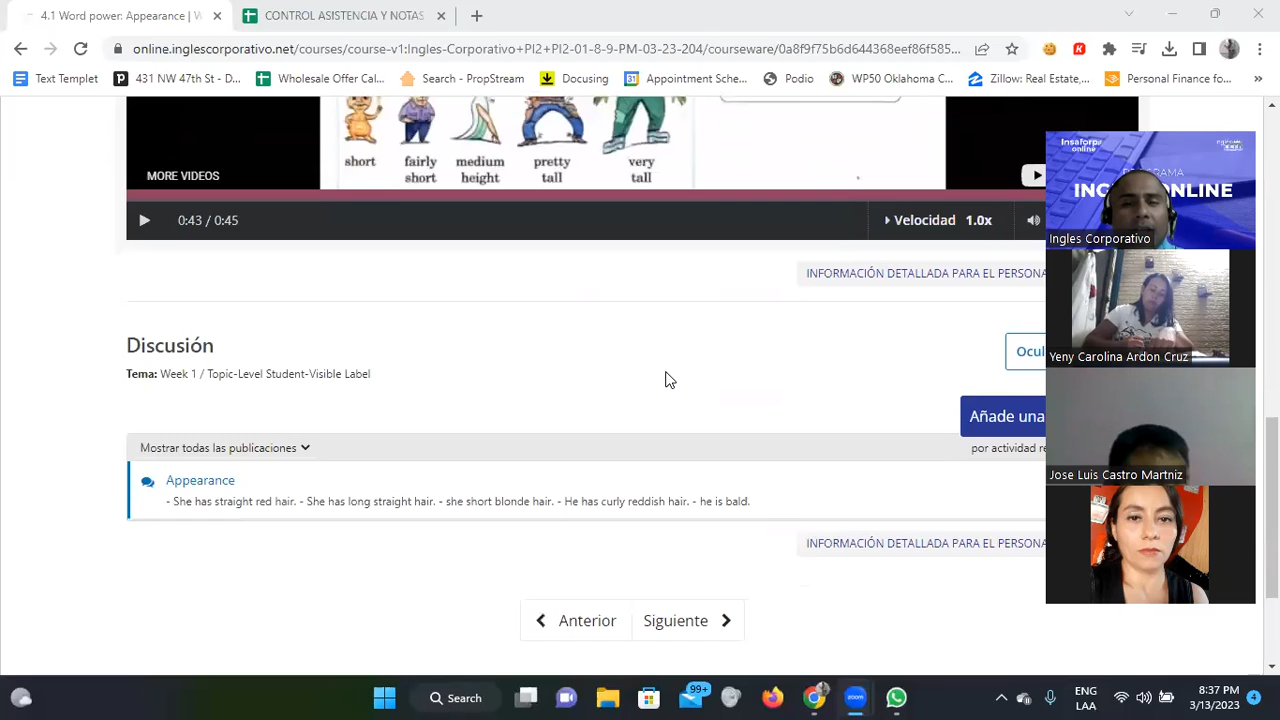 4.1 Word power: Appearance | W
CONTROL ASISTENCIA Y NOTAS
online.inglescorporativo.net/courses/course-v1:Ingles-Corporativo+PI2+PI2-01-8-9-PM-03-23-204/courseware/0a8f9f75b6d644368eef86f585...
Text Templet
431 NW 47th St - D...
Wholesale Offer Cal...
Search - PropStream
Docusing
Appointment Sche...
Podio
WP50 Oklahoma C...
Zillow: Real Estate,...
Personal Finance fo...
short
fairly short
medium height
pretty tall
very tall
MORE VIDEOS
0:43 / 0:45
Velocidad 1.0x
INFORMACIÓN DETALLADA PARA EL PERSONA
Discusión
Ocul
Tema: Week 1 / Topic-Level Student-Visible Label
Añade una
Mostrar todas las publicaciones
por actividad re
Appearance
- She has straight red hair. - She has long straight hair. - she short blonde hair. - He has curly reddish hair. - he is bald.
INFORMACIÓN DETALLADA PARA EL PERSONA
Anterior
Siguiente
Insaforp online
INC ONLINE
Ingles Corporativo
Yeny Carolina Ardon Cruz
Jose Luis Castro Martniz
Search
99+
ENG
LAA
8:37 PM
3/13/2023
4